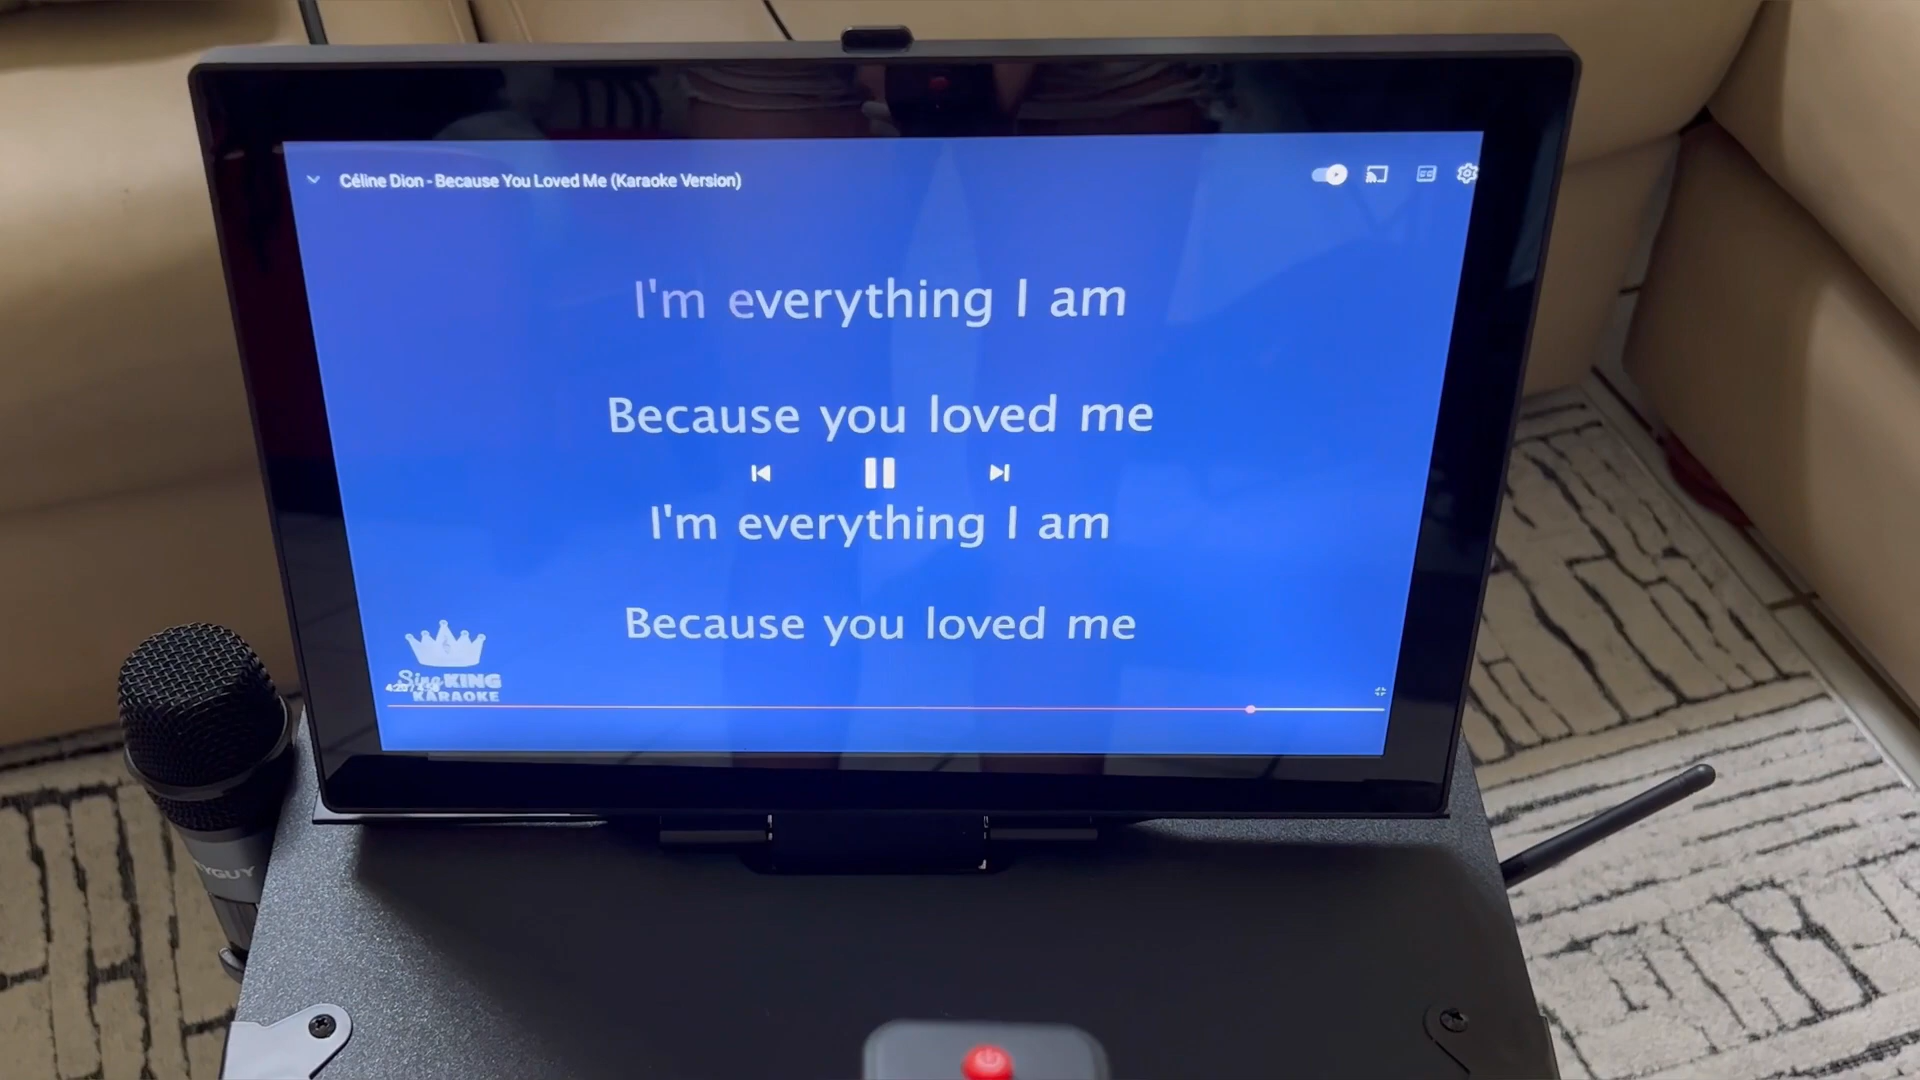 Céline Dion - Because You Loved Me (Karaoke Version)
I'm everything I am
Because you loved me
I'm everything I am
Because you loved me
Sing KING
KARAOKE
YGUY